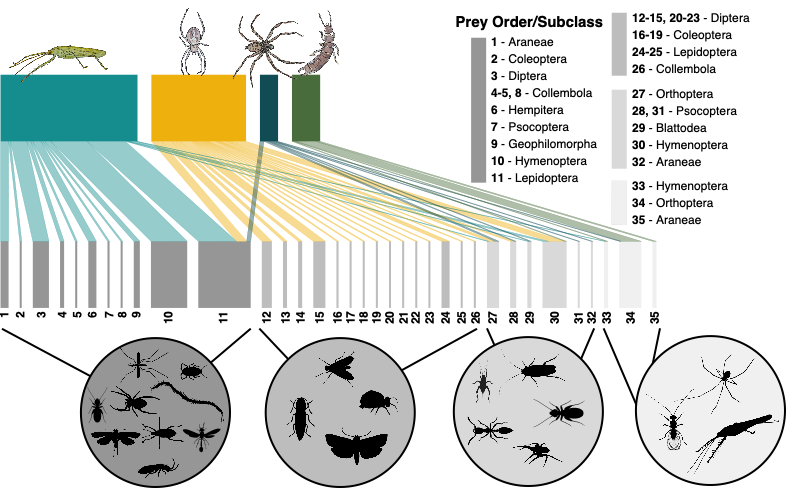 Prey Order/Subclass
1 - Araneae
2 - Coleoptera
3 - Diptera
4-5, 8 - Collembola
6 - Hempitera
7 - Psocoptera
9 - Geophilomorpha
10 - Hymenoptera
11 - Lepidoptera
12-15, 20-23 - Diptera
16-19 - Coleoptera
24-25 - Lepidoptera
26 - Collembola
27 - Orthoptera
28, 31 - Psocoptera
29 - Blattodea
30 - Hymenoptera
32 - Araneae
33 - Hymenoptera
34 - Orthoptera
35 - Araneae
1 2 3 4 5 6 7 8 9 10 11 12 13 14 15 16 17 18 19 20 21 22 23 24 25 26 27 28 29 30 31 32 33 34 35